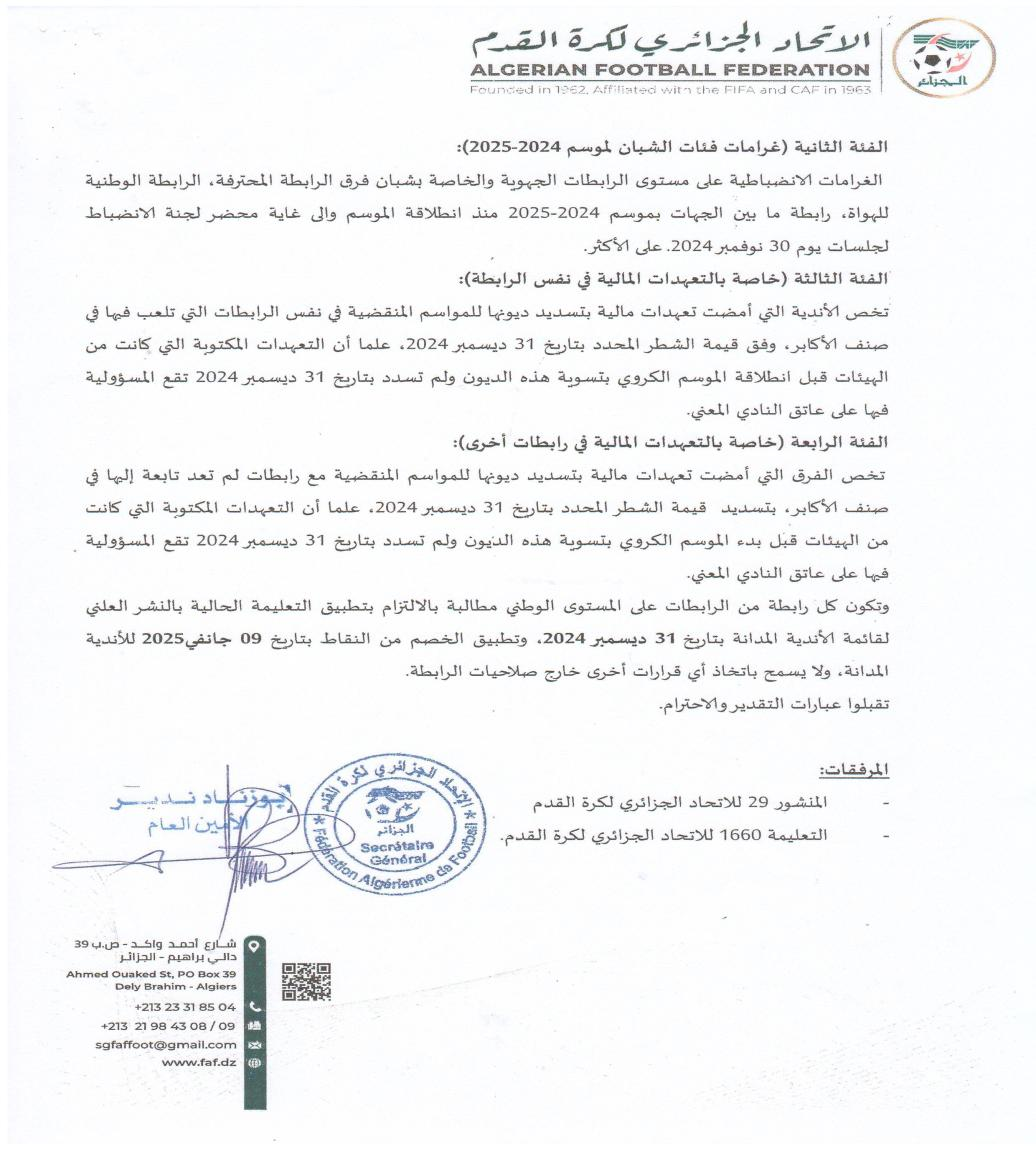 الاتحاد الجزائري لكرة القدم
ALGERIAN FOOTBALL FEDERATION
Founded in 1962, Affiliated with the FIFA and CAF in 1963
الجزائر
الفئة الثانية (غرامات فئات الشبان لموسم 2024-2025):
الغرامات الانضباطية على مستوى الرابطات الجهوية والخاصة بشبان فرق الرابطة المحترفة، الرابطة الوطنية
للهواة، رابطة ما بين الجهات بموسم 2024-2025 منذ انطلاقة الموسم والى غاية محضر لجنة الانضباط
لجلسات يوم 30 نوفمبر 2024. على الأكثر.
الفئة الثالثة (خاصة بالتعهدات المالية في نفس الرابطة):
تخص الأندية التي أمضت تعهدات مالية بتسديد ديونها للمواسم المنقضية في نفس الرابطات التي تلعب فيها في
صنف الأكابر، وفق قيمة الشطر المحدد بتاريخ 31 ديسمبر 2024، علما أن التعهدات المكتوبة التي كانت من
الهيئات قبل انطلاقة الموسم الكروي بتسوية هذه الديون ولم تسدد بتاريخ 31 ديسمبر 2024 تقع المسؤولية
فيها على عاتق النادي المعني.
الفئة الرابعة (خاصة بالتعهدات المالية في رابطات أخرى):
تخص الفرق التي أمضت تعهدات مالية بتسديد ديونها للمواسم المنقضية مع رابطات لم تعد تابعة إليها في
صنف الأكابر، بتسديد قيمة الشطر المحدد بتاريخ 31 ديسمبر 2024، علما أن التعهدات المكتوبة التي كانت
من الهيئات قبل بدء الموسم الكروي بتسوية هذه الديون ولم تسدد بتاريخ 31 ديسمبر 2024 تقع المسؤولية
فيها على عاتق النادي المعني.
وتكون كل رابطة من الرابطات على المستوى الوطني مطالبة بالالتزام بتطبيق التعليمة الحالية بالنشر العلني
لقائمة الأندية المدانة بتاريخ 31 ديسمبر 2024، وتطبيق الخصم من النقاط بتاريخ 09 جانفي2025 للأندية
المدانة، ولا يسمح باتخاذ أي قرارات أخرى خارج صلاحيات الرابطة.
تقبلوا عبارات التقدير والاحترام.
المرفقات:
- المنشور 29 للاتحاد الجزائري لكرة القدم
- التعليمة 1660 للاتحاد الجزائري لكرة القدم.
بوزناد نذير
الأمين العام
الإتحاد الجزائري لكرة القدم
الجزائر
Secrétaire
Général
Fédération Algérienne de Football
شارع أحمد واكد - ص.ب 39
دالي براهيم - الجزائر
Ahmed Ouaked St, PO Box 39
Dely Brahim - Algiers
+213 23 31 85 04
+213 21 98 43 08 / 09
sgfaffoot@gmail.com
www.faf.dz